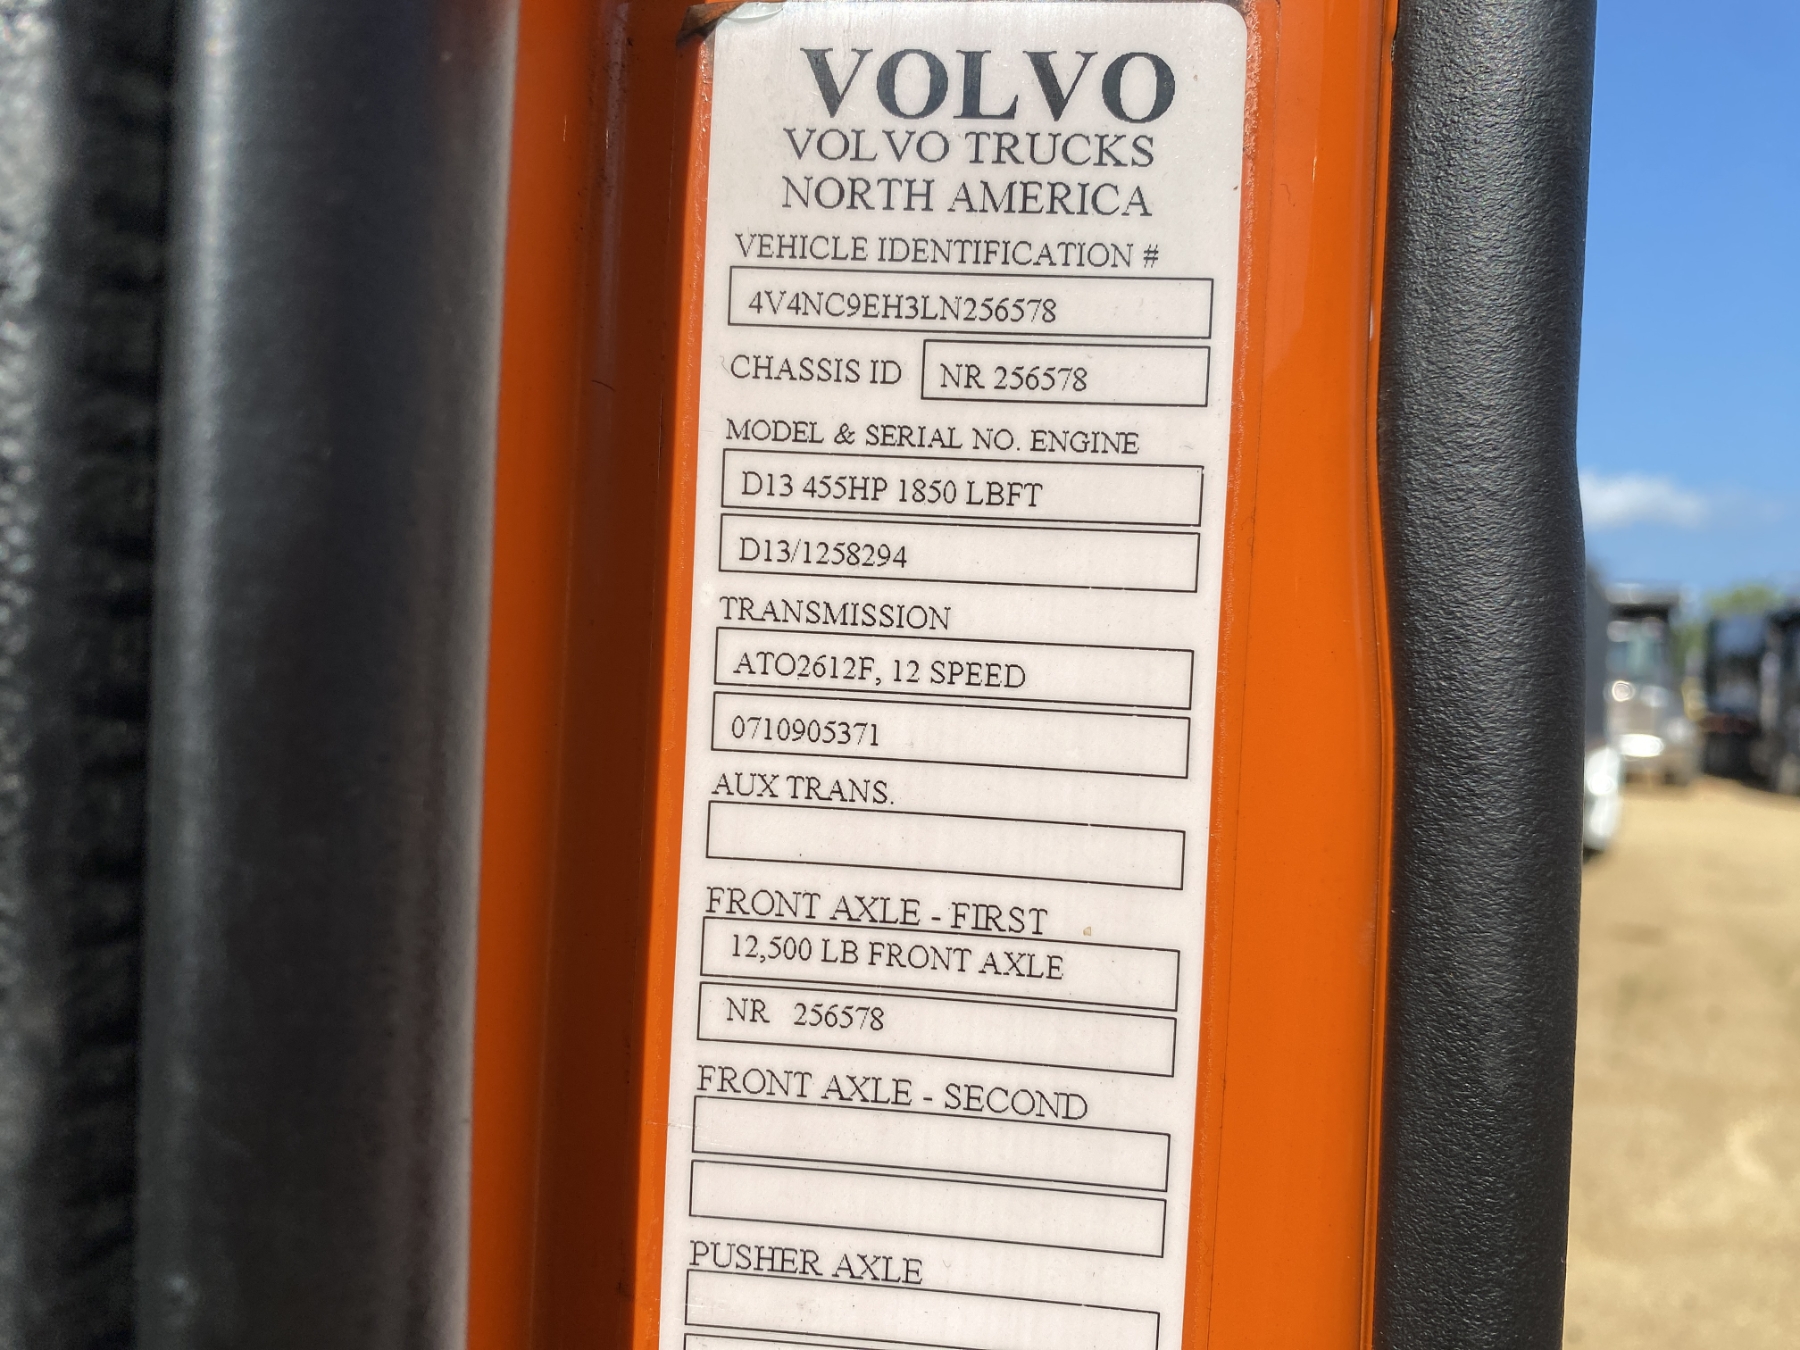 VOLVO
VOLVO TRUCKS
NORTH AMERICA
VEHICLE IDENTIFICATION #
4V4NC9EH3LN256578
CHASSIS ID NR 256578
MODEL & SERIAL NO. ENGINE
D13 455HP 1850 LBFT
D13/1258294
TRANSMISSION
ATO2612F, 12 SPEED
0710905371
AUX TRANS.
FRONT AXLE - FIRST
12,500 LB FRONT AXLE
NR 256578
FRONT AXLE - SECOND
PUSHER AXLE